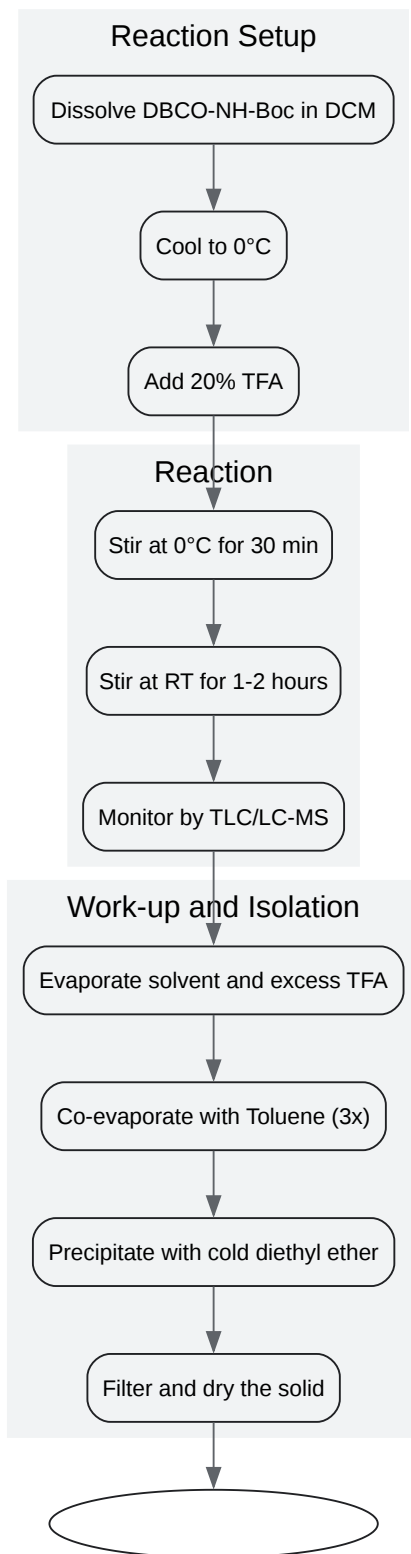 Reaction Setup
Dissolve DBCO-NH-Boc in DCM
Cool to 0°C
Add 20% TFA
Reaction
Stir at 0°C for 30 min
Stir at RT for 1-2 hours
Monitor by TLC/LC-MS
Work-up and Isolation
Evaporate solvent and excess TFA
Co-evaporate with Toluene (3x)
Precipitate with cold diethyl ether
Filter and dry the solid